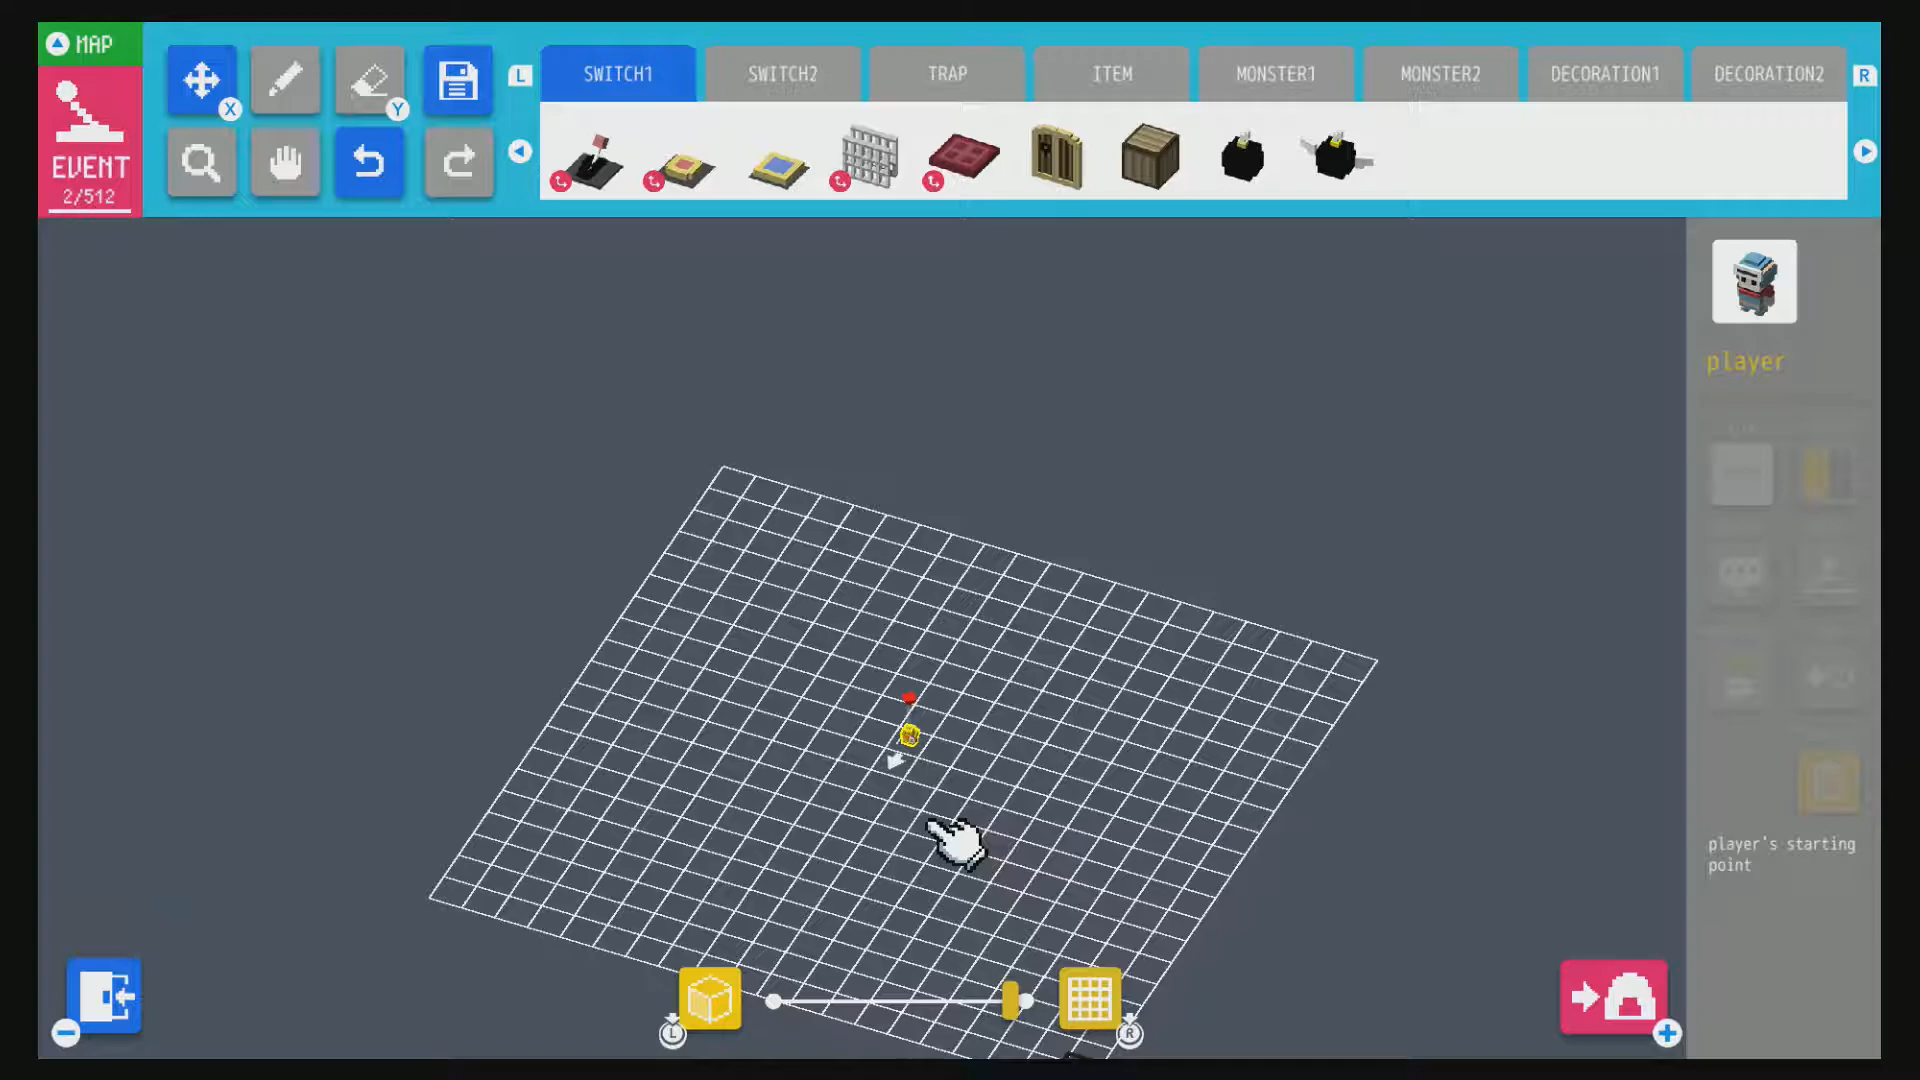 MAP
EVENT
2/512
X
Y
L
SWITCH1
SWITCH2
TRAP
ITEM
MONSTER1
MONSTER2
DECORATION1
DECORATION2
R
player
player's starting
point
L
R